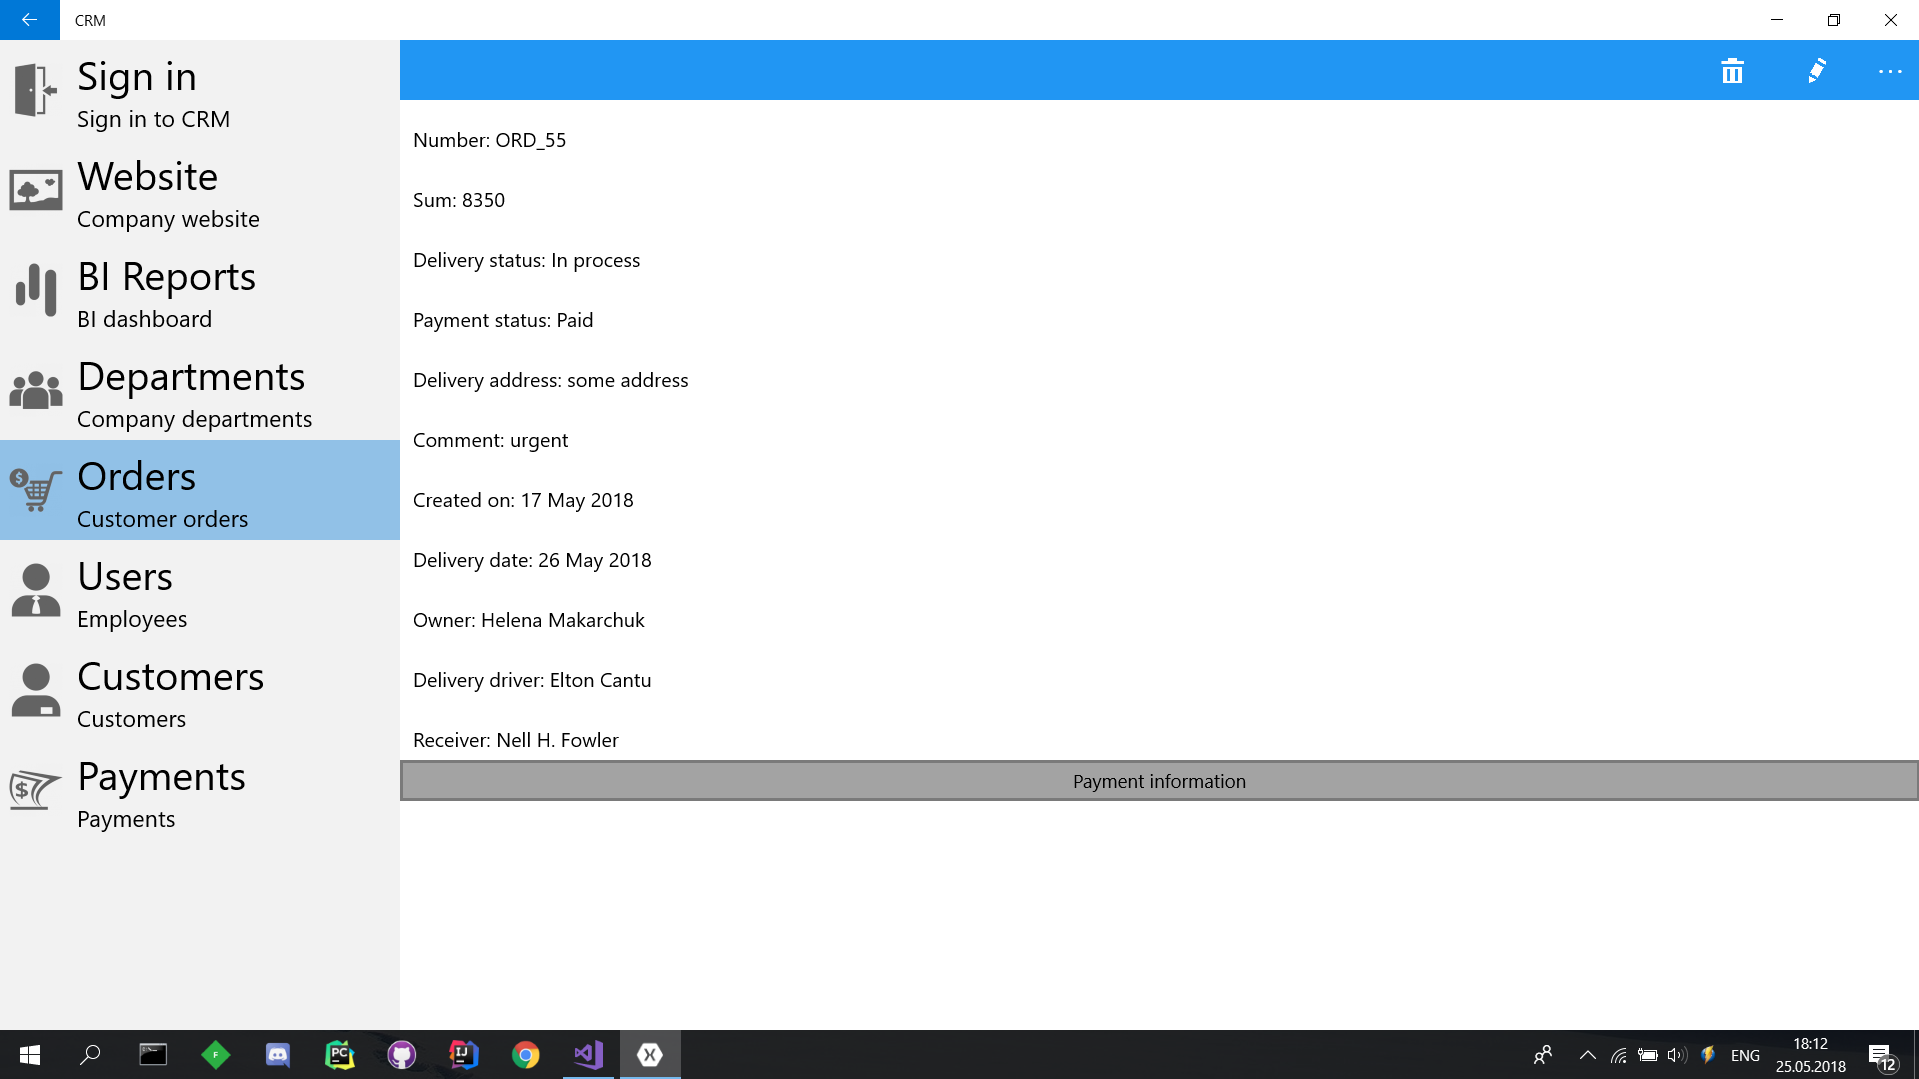 CRM
Sign in
Sign in to CRM
Website
Company website
BI Reports
BI dashboard
Departments
Company departments
Orders
Customer orders
Users
Employees
Customers
Customers
Payments
Payments
Number: ORD_55
Sum: 8350
Delivery status: In process
Payment status: Paid
Delivery address: some address
Comment: urgent
Created on: 17 May 2018
Delivery date: 26 May 2018
Owner: Helena Makarchuk
Delivery driver: Elton Cantu
Receiver: Nell H. Fowler
Payment information
F
PC
IJ
ENG
18:12
25.05.2018
12